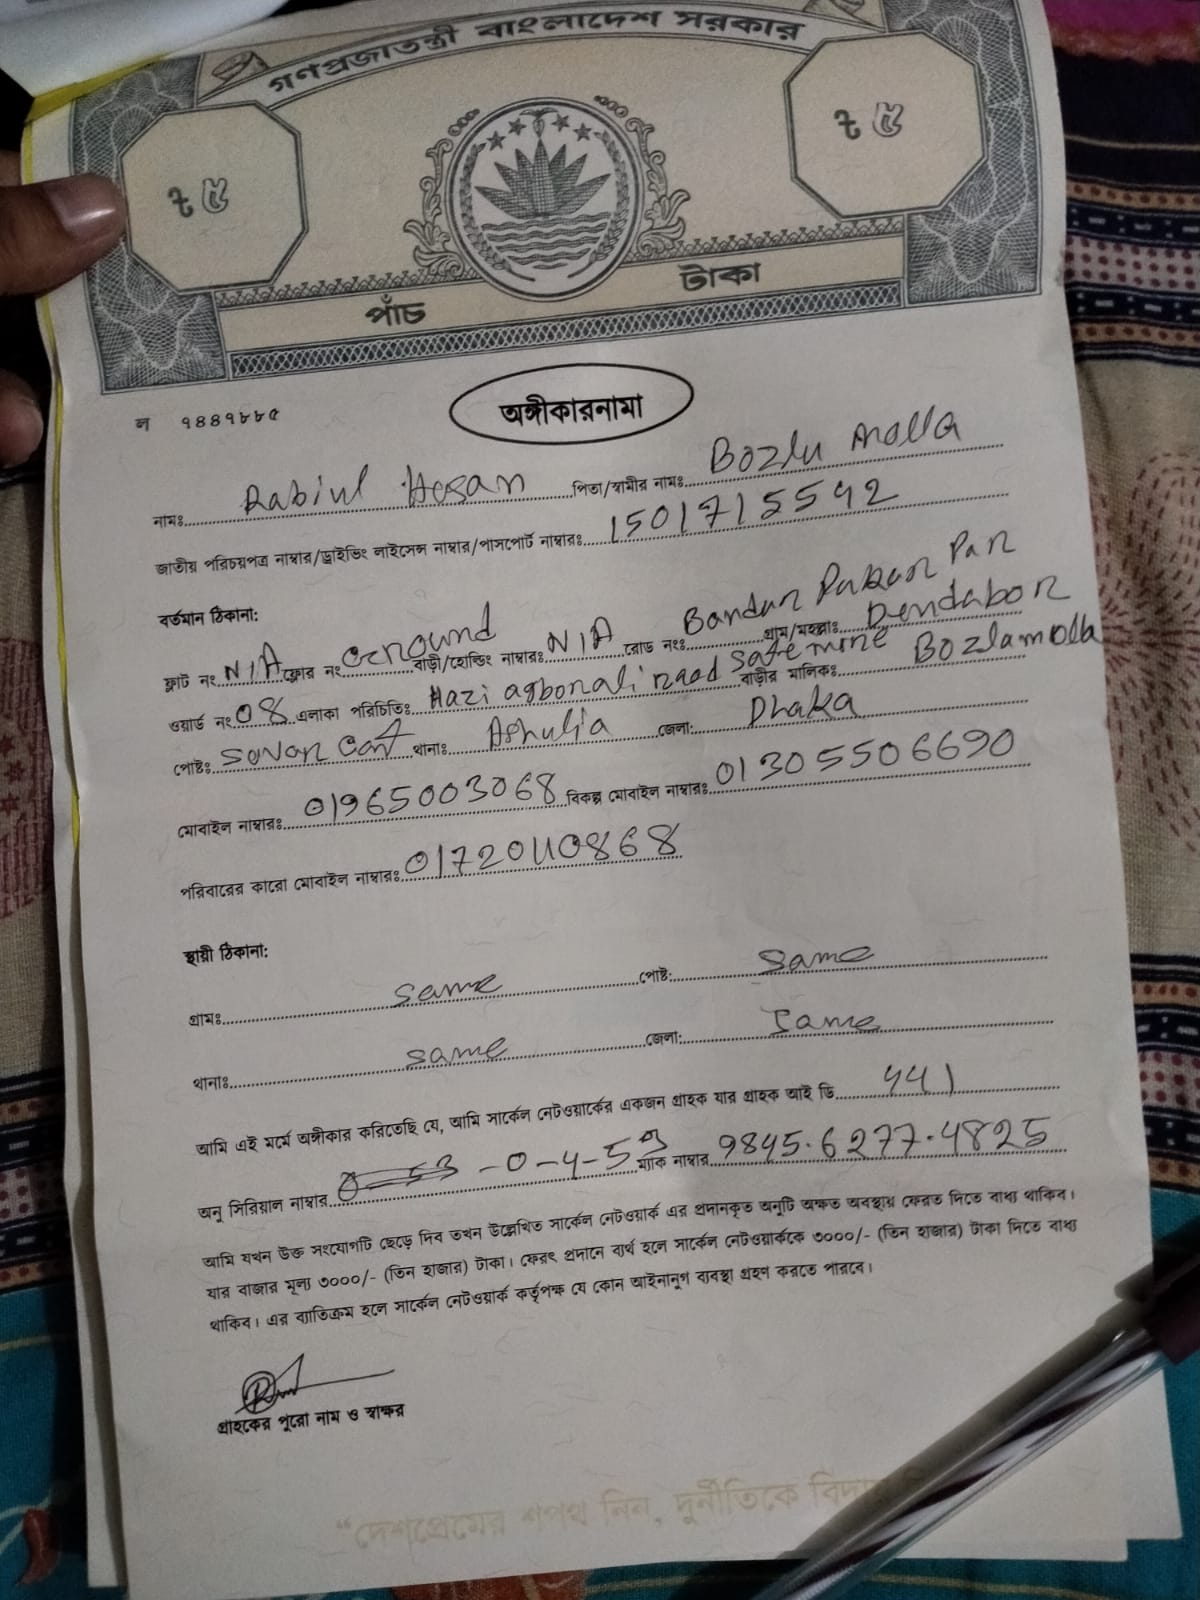 গণপ্রজাতন্ত্রী বাংলাদেশ সরকার
৳ ৫ ৳ ৫
পাঁচ টাকা
ল ৭৪৪৭৮৮৫
অঙ্গীকারনামা
নামঃ Rabiul Hosan পিতা/স্বামীর নামঃ Bozlu molla
জাতীয় পরিচয়পত্র নাম্বার/ড্রাইভিং লাইসেন্স নাম্বার/পাসপোর্ট নাম্বারঃ 1501715542
বর্তমান ঠিকানা:
ফ্লাট নং N/A ফ্লোর নং Ground বাড়ী/হোল্ডিং নাম্বারঃ N/A রোড নংঃ Bandur Pukur Par গ্রাম/মহল্লাঃ Dendabor
ওয়ার্ড নংঃ 08 এলাকা পরিচিতিঃ Hazi agbonali road বাড়ীর মালিকঃ Bozlamolla
পোষ্টঃ Savar Cant থানাঃ Ashulia জেলা: Dhaka
মোবাইল নাম্বারঃ 01965003068 বিকল্প মোবাইল নাম্বারঃ 01305506690
পরিবারের কারো মোবাইল নাম্বারঃ 01720110868
স্থায়ী ঠিকানা:
গ্রামঃ same পোষ্ট: same
থানাঃ same জেলা: same
আমি এই মর্মে অঙ্গীকার করিতেছি যে, আমি সার্কেল নেটওয়ার্কের একজন গ্রাহক যার গ্রাহক আই ডি 441
অনু সিরিয়াল নাম্বার -0-4-5 ম্যাক নাম্বার 9845.6277.4825
আমি যখন উক্ত সংযোগটি ছেড়ে দিব তখন উল্লেখিত সার্কেল নেটওয়ার্ক এর প্রদানকৃত অনুটি অক্ষত অবস্থায় ফেরত দিতে বাধ্য থাকিব।
যার বাজার মূল্য ৩০০০/- (তিন হাজার) টাকা। ফেরৎ প্রদানে ব্যর্থ হলে সার্কেল নেটওয়ার্ককে ৩০০০/- (তিন হাজার) টাকা দিতে বাধ্য
থাকিব। এর ব্যাতিক্রম হলে সার্কেল নেটওয়ার্ক কর্তৃপক্ষ যে কোন আইনানুগ ব্যবস্থা গ্রহণ করতে পারবে।
গ্রাহকের পূরো নাম ও স্বাক্ষর
“দেশপ্রেমের শপথ নিন, দুর্নীতিকে